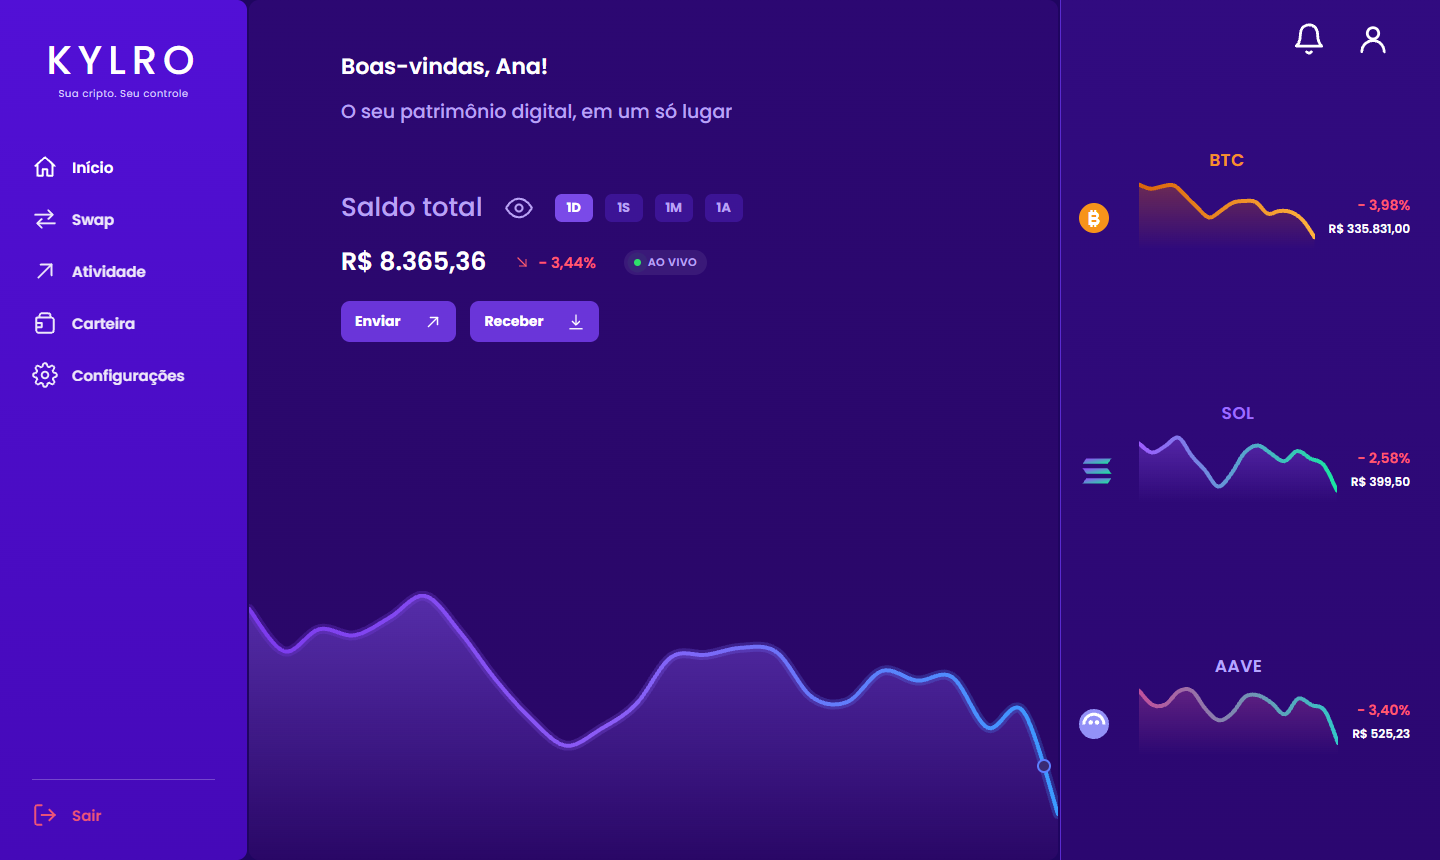 KYLRO
Sua cripto. Seu controle
Início
Swap
Atividade
Carteira
Configurações
Sair
Boas-vindas, Ana!
O seu patrimônio digital, em um só lugar
Saldo total
1D
1S
1M
1A
R$ 8.365,36
- 3,44%
AO VIVO
Enviar
Receber
BTC
- 3,98%
R$ 335.831,00
SOL
- 2,58%
R$ 399,50
AAVE
- 3,40%
R$ 525,23